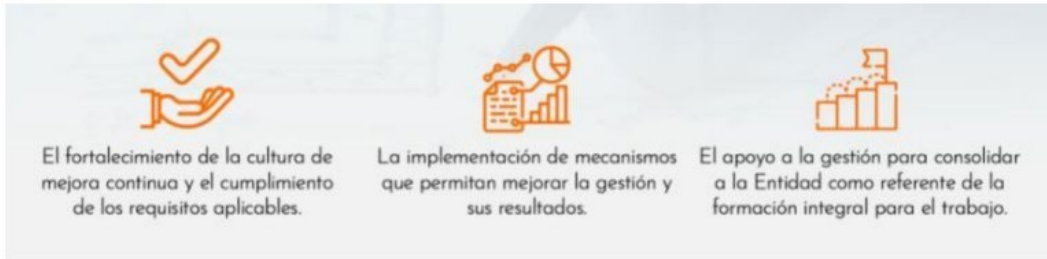 El fortalecimiento de la cultura de
mejora continua y el cumplimiento
de los requisitos aplicables.
La implementación de mecanismos
que permitan mejorar la gestión y
sus resultados.
El apoyo a la gestión para consolidar
a la Entidad como referente de la
formación integral para el trabajo.